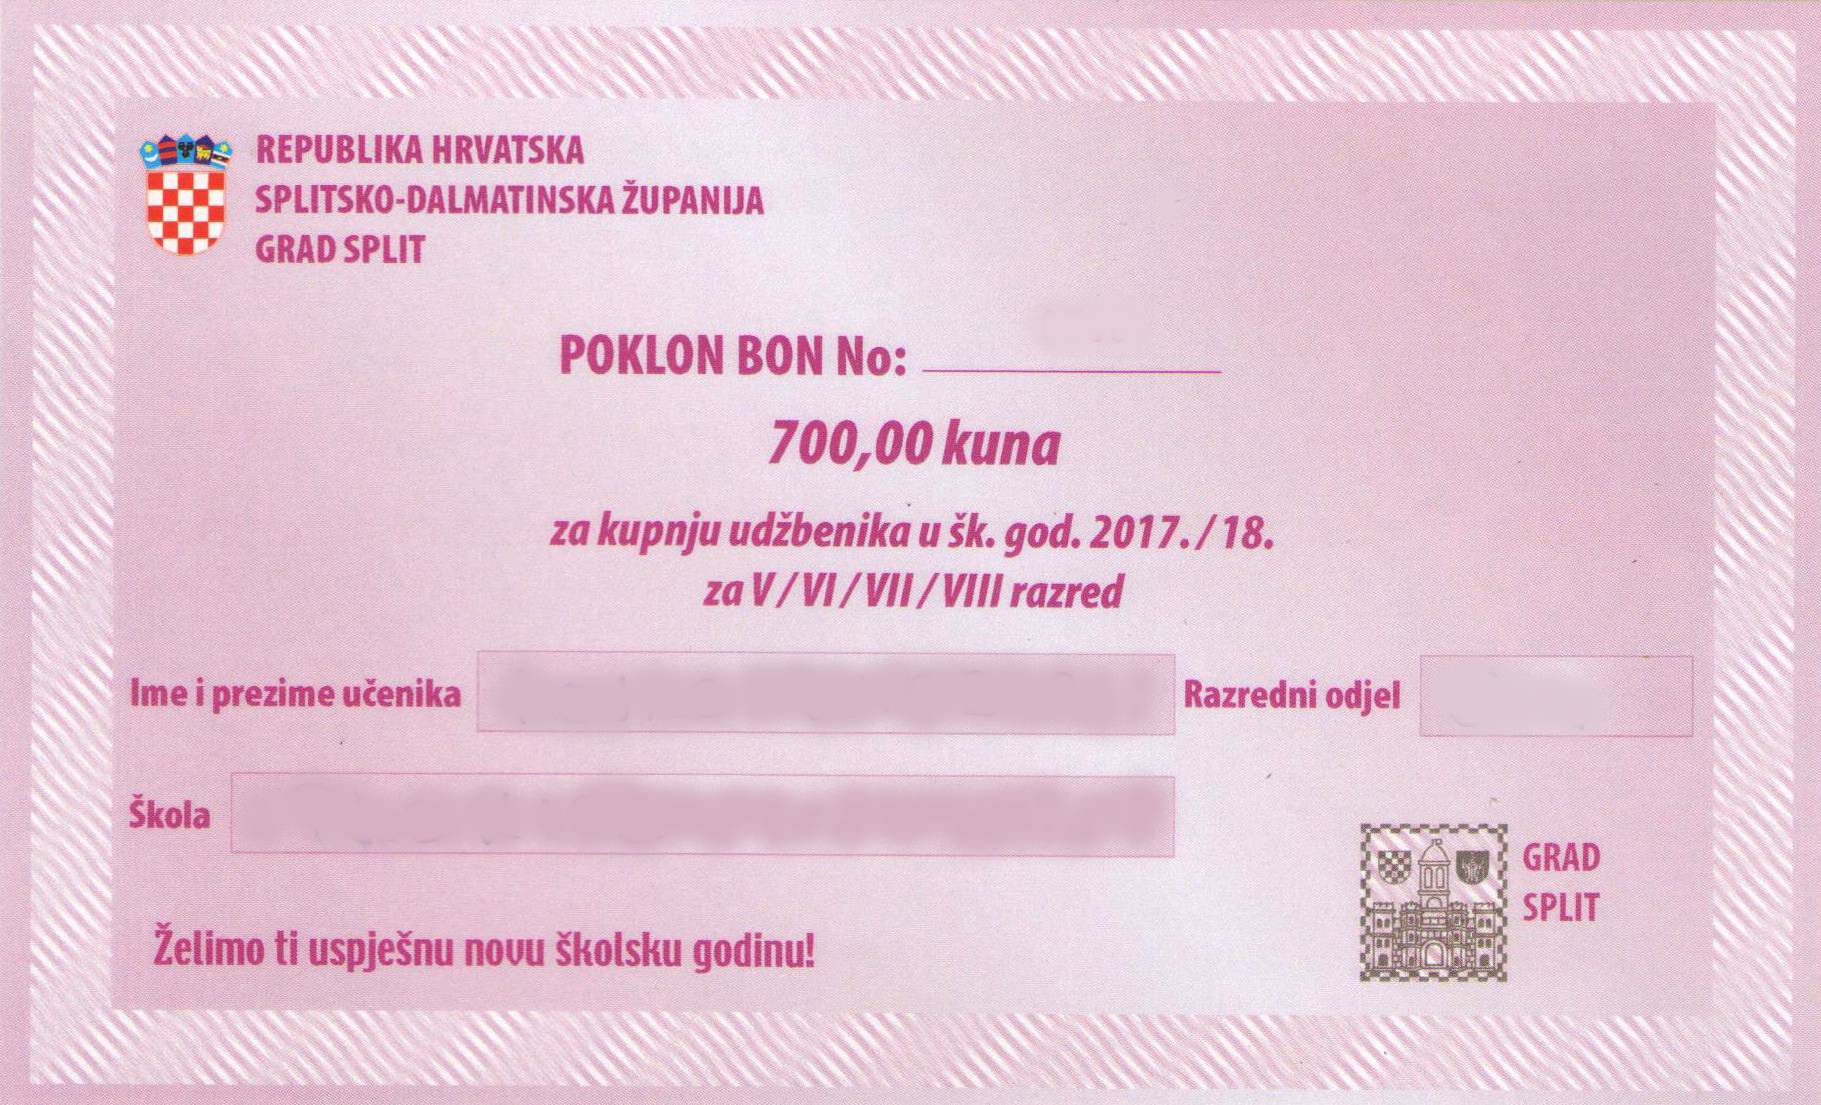 REPUBLIKA HRVATSKA
SPLITSKO-DALMATINSKA ŽUPANIJA
GRAD SPLIT
POKLON BON No:
700,00 kuna
za kupnju udžbenika u šk. god. 2017./18.
za V/VI/VII/VIII razred
Ime i prezime učenika
Razredni odjel
Škola
GRAD
SPLIT
Želimo ti uspješnu novu školsku godinu!